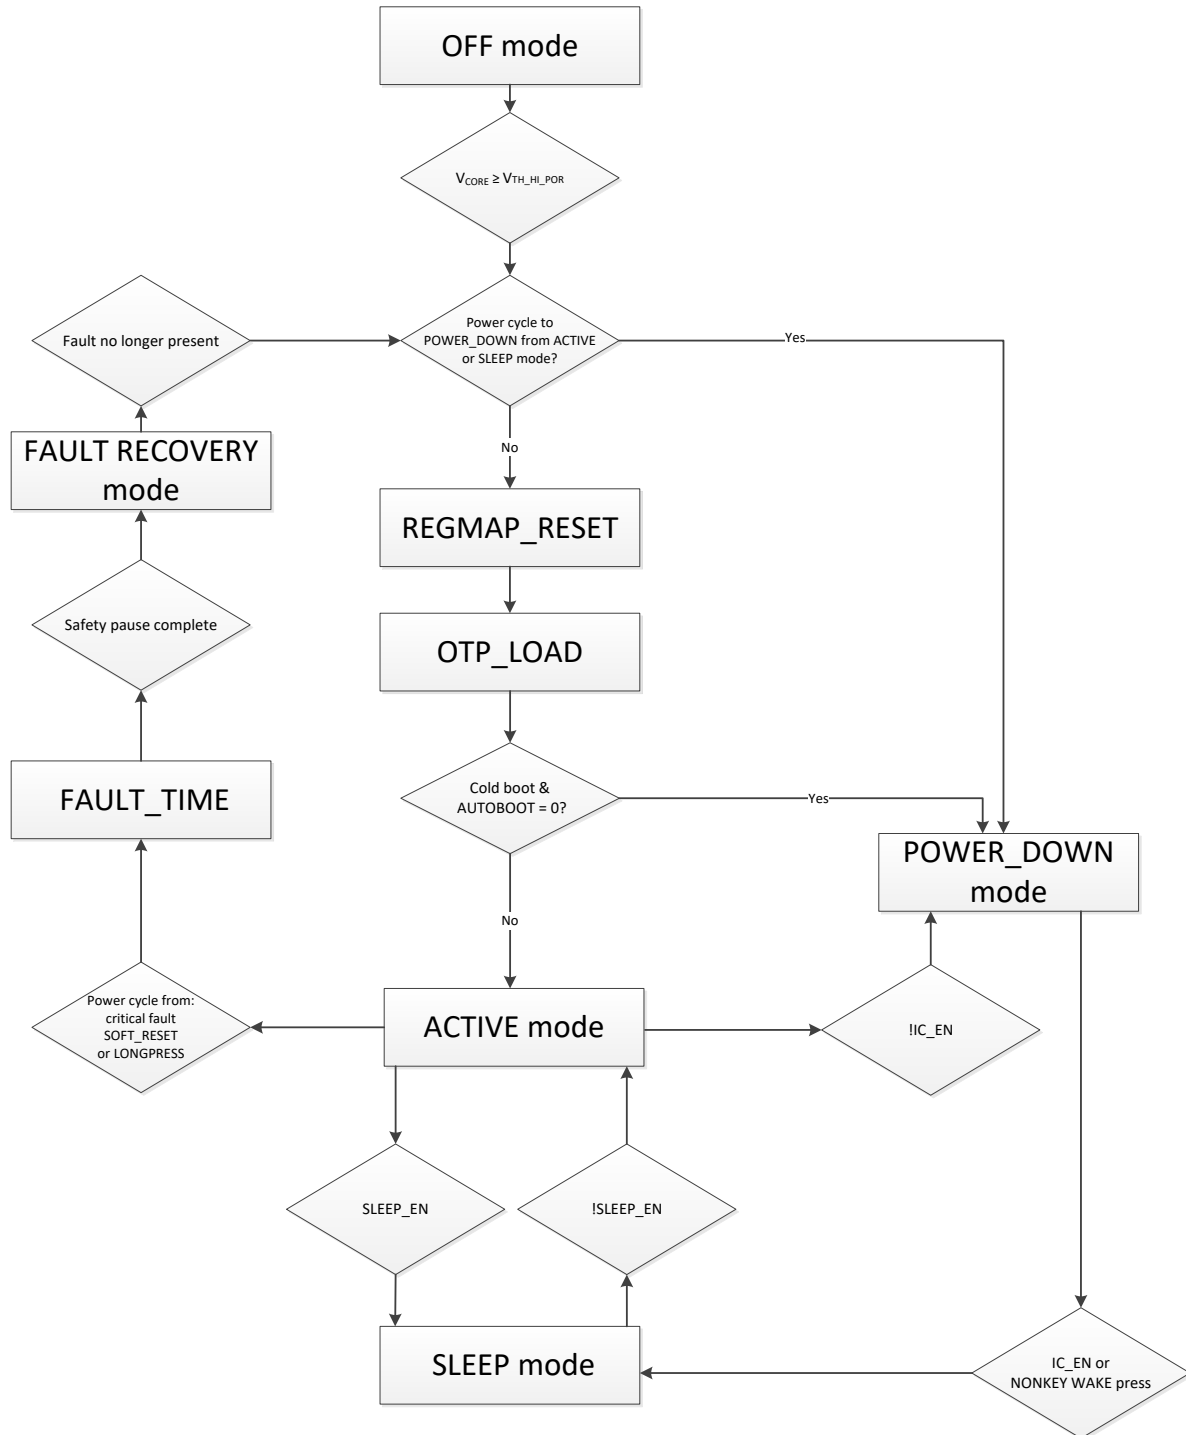 OFF mode
VCORE ≥ VTH_HI_POR
Fault no longer present
Power cycle to
POWER_DOWN from ACTIVE
or SLEEP mode?
Yes
FAULT RECOVERY
mode
No
REGMAP_RESET
Safety pause complete
OTP_LOAD
FAULT_TIME
Cold boot &
AUTOBOOT = 0?
Yes
POWER_DOWN
mode
No
Power cycle from:
critical fault
SOFT_RESET
or LONGPRESS
ACTIVE mode
!IC_EN
SLEEP_EN
!SLEEP_EN
SLEEP mode
IC_EN or
NONKEY WAKE press